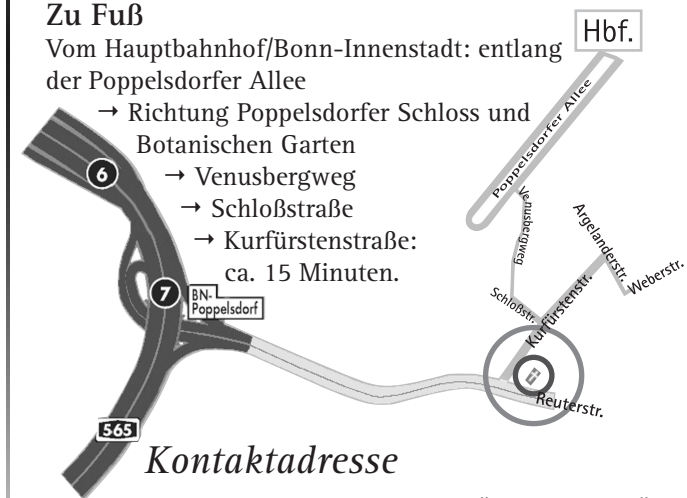 Zu Fuß
Vom Hauptbahnhof/Bonn-Innenstadt: entlang
der Poppelsdorfer Allee
→ Richtung Poppelsdorfer Schloss und
Botanischen Garten
→ Venusbergweg
→ Schloßstraße
→ Kurfürstenstraße:
ca. 15 Minuten.
Hbf.
Poppelsdorfer Allee
Venusbergweg
Argelanderstr.
Weberstr.
Schloßstr.
Kurfürstenstr.
Reuterstr.
6
7
BN-
Poppelsdorf
565
Kontaktadresse